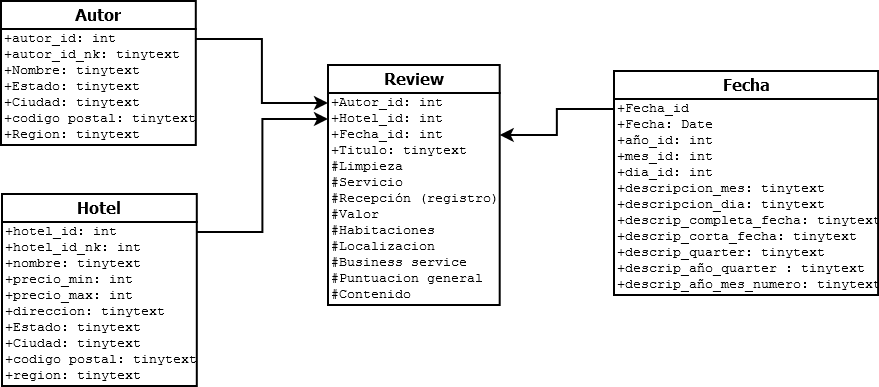 Autor
+autor_id: int
+autor_id_nk: tinytext
+Nombre: tinytext
+Estado: tinytext
+Ciudad: tinytext
+codigo postal: tinytext
+Region: tinytext
Hotel
+hotel_id: int
+hotel_id_nk: int
+nombre: tinytext
+precio_min: int
+precio_max: int
+direccion: tinytext
+Estado: tinytext
+Ciudad: tinytext
+codigo postal: tinytext
+region: tinytext
Review
+Autor_id: int
+Hotel_id: int
+Fecha_id: int
+Titulo: tinytext
#Limpieza
#Servicio
#Recepción (registro)
#Valor
#Habitaciones
#Localizacion
#Business service
#Puntuacion general
#Contenido
Fecha
+Fecha_id
+Fecha: Date
+año_id: int
+mes_id: int
+dia_id: int
+descripcion_mes: tinytext
+descripcion_dia: tinytext
+descrip_completa_fecha: tinytext
+descrip_corta_fecha: tinytext
+descrip_quarter: tinytext
+descrip_año_quarter : tinytext
+descrip_año_mes_numero: tinytext